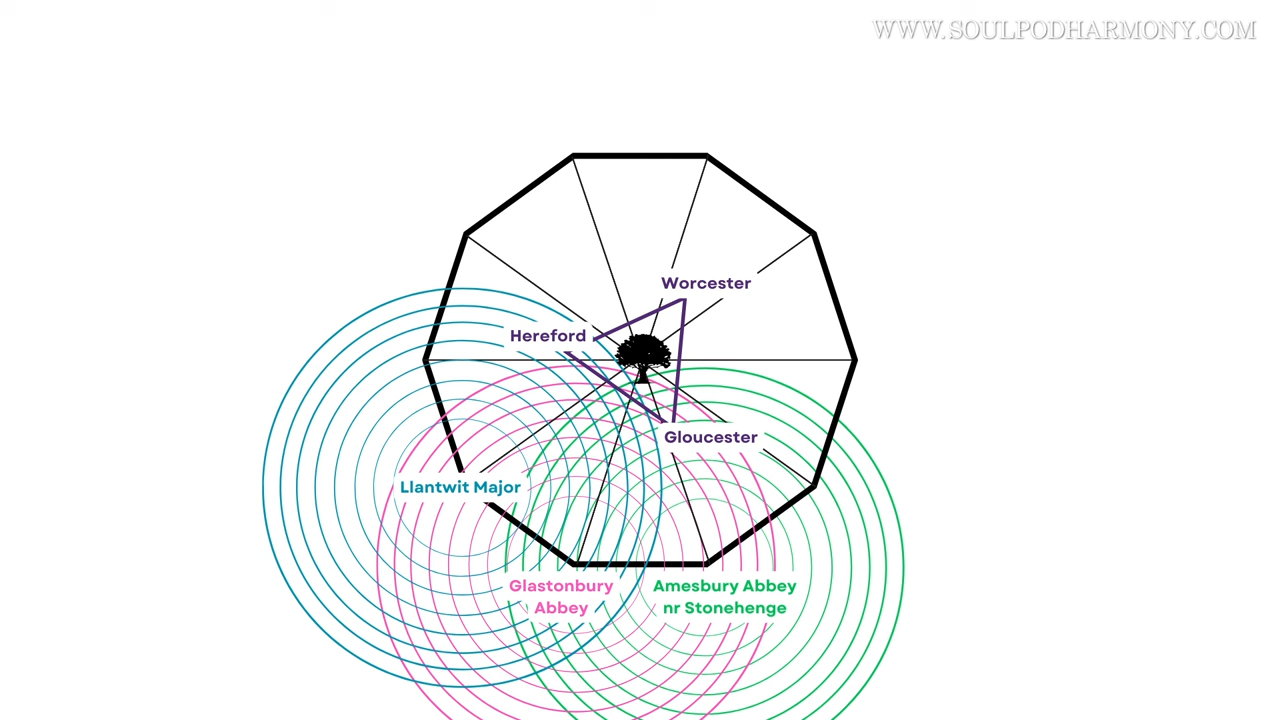 WWW.SOULPODHARMONY.COM
Worcester
Hereford
Gloucester
Llantwit Major
Glastonbury
Abbey
Amesbury Abbey
nr Stonehenge